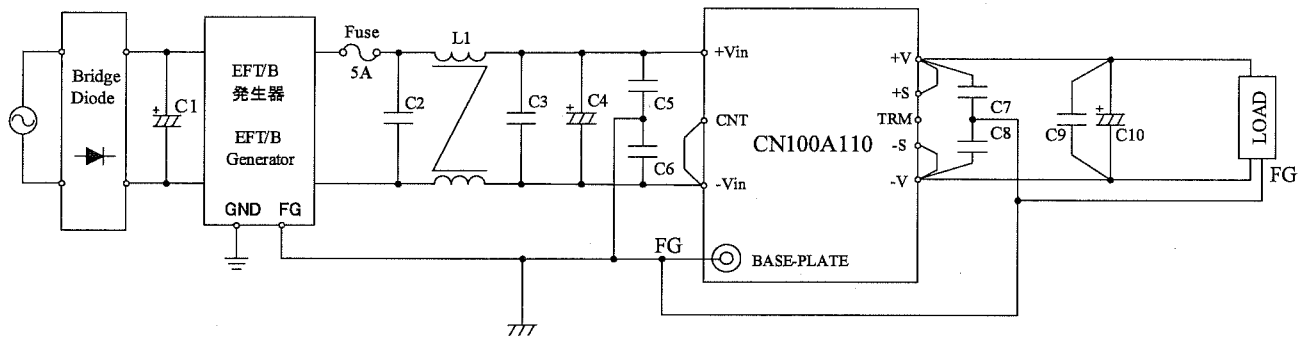 Bridge
Diode
+
C1
EFT/B
発生器
EFT/B
Generator
GND
FG
Fuse
5A
C2
L1
C3
+
C4
C5
C6
+Vin
CNT
-Vin
CN100A110
FG
BASE-PLATE
+V
+S
TRM
-S
-V
C7
C8
C9
+
C10
LOAD
FG